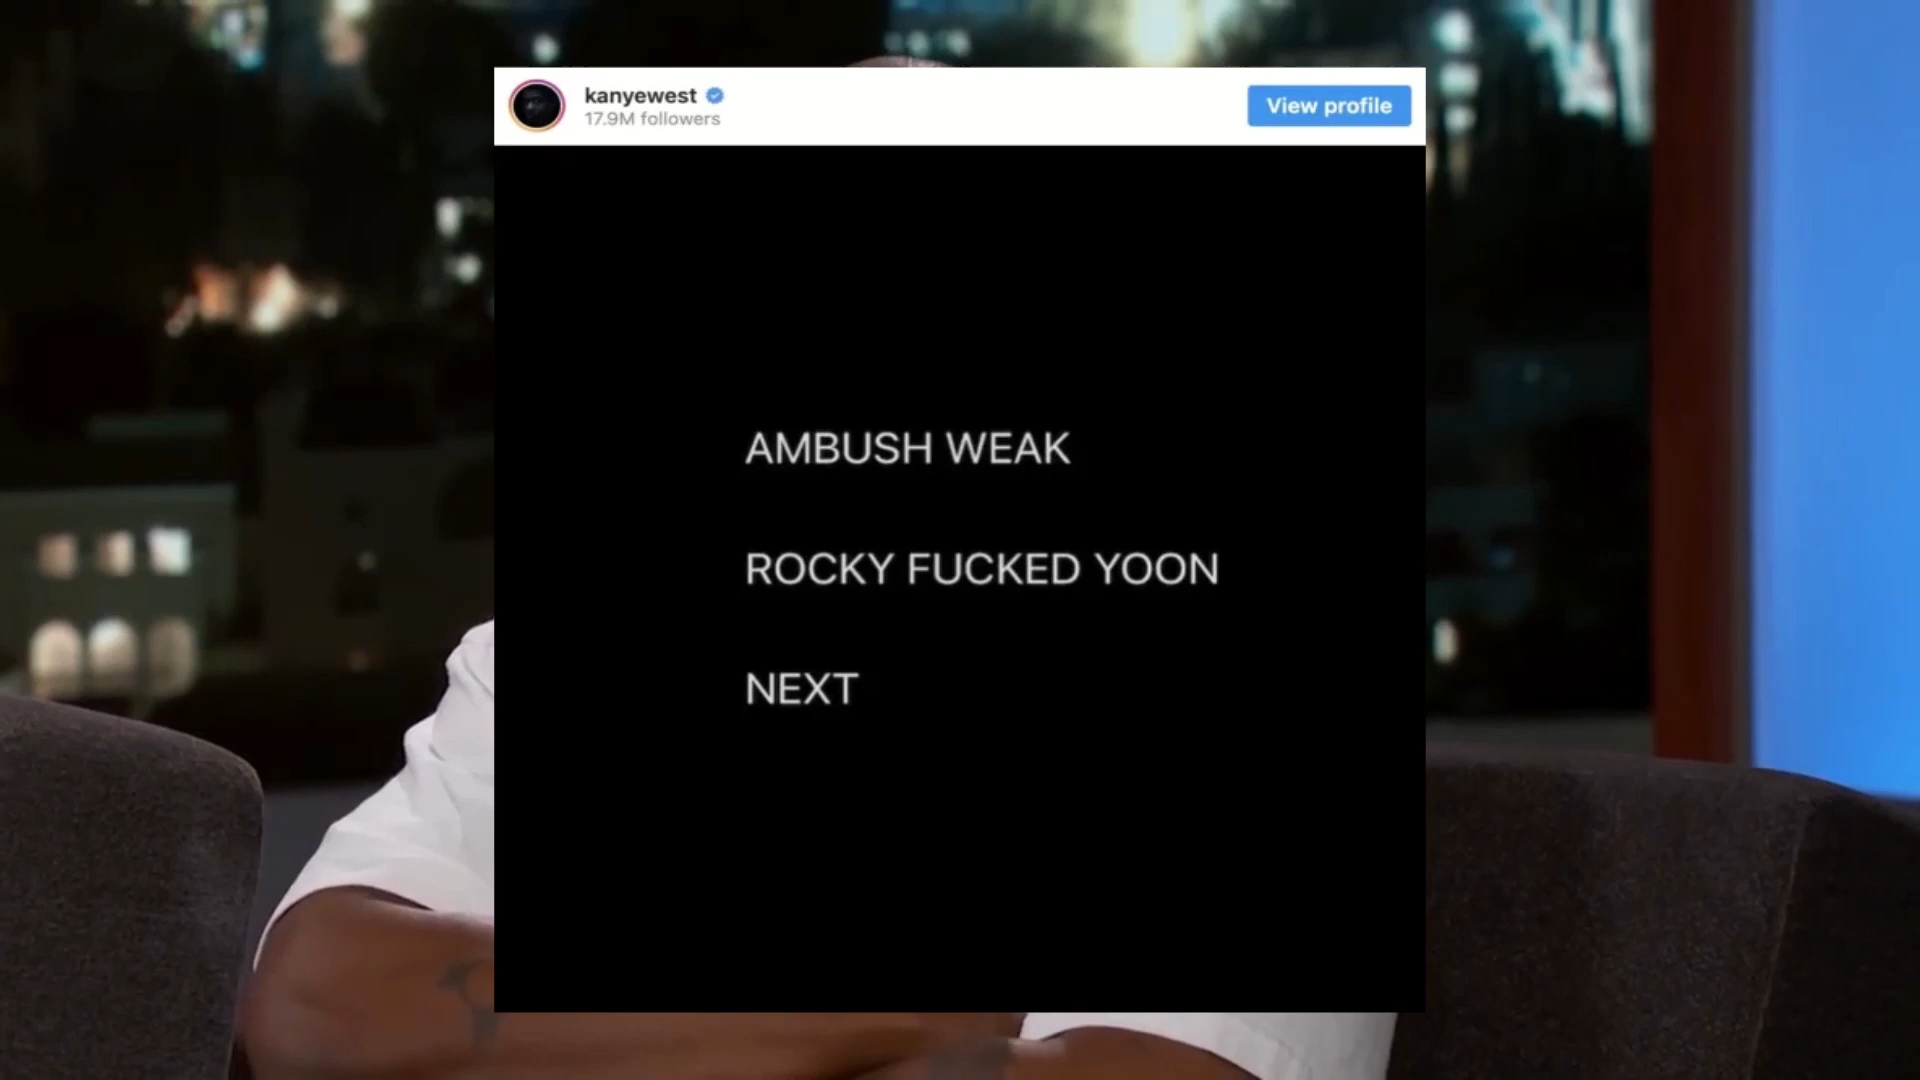 kanyewest
17.9M followers
View profile
AMBUSH WEAK
ROCKY FUCKED YOON
NEXT